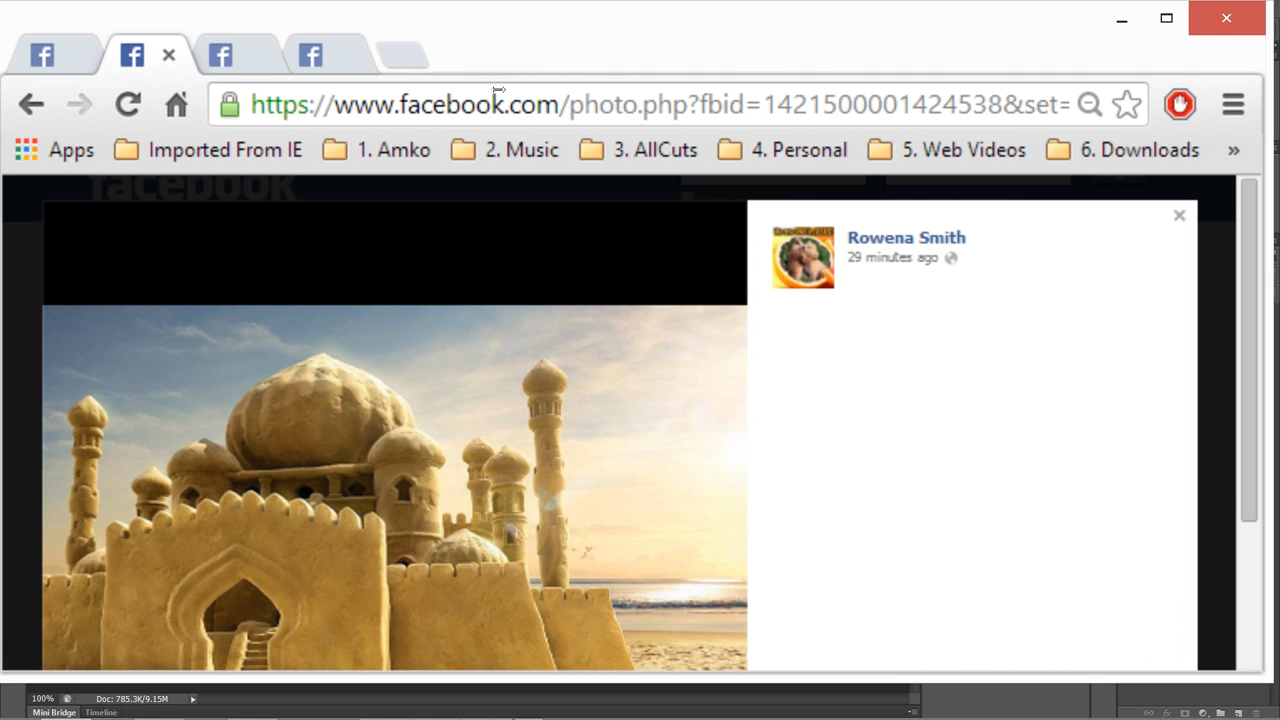 https://www.facebook.com/photo.php?fbid=1421500001424538&set=
Apps Imported From IE 1. Amko 2. Music 3. AllCuts 4. Personal 5. Web Videos 6. Downloads »
facebook
Rowena Smith
29 minutes ago
100% Doc: 785.3K/9.15M
Mini Bridge Timeline